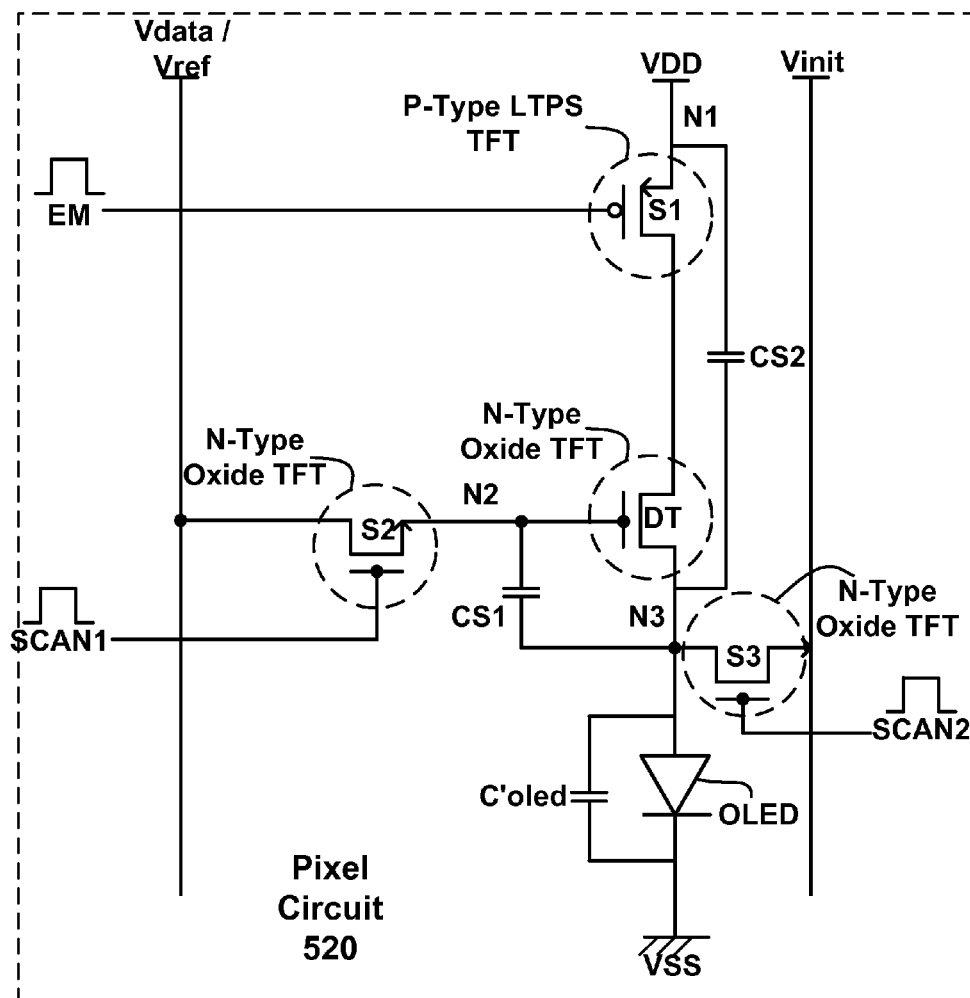 Vdata /
Vref
VDD
Vinit
P-Type LTPS
TFT
N1
EM
S1
CS2
N-Type
Oxide TFT
N-Type
Oxide TFT
N2
S2
DT
SCAN1
CS1
N3
N-Type
Oxide TFT
S3
SCAN2
C'oled
OLED
Pixel
Circuit
520
VSS